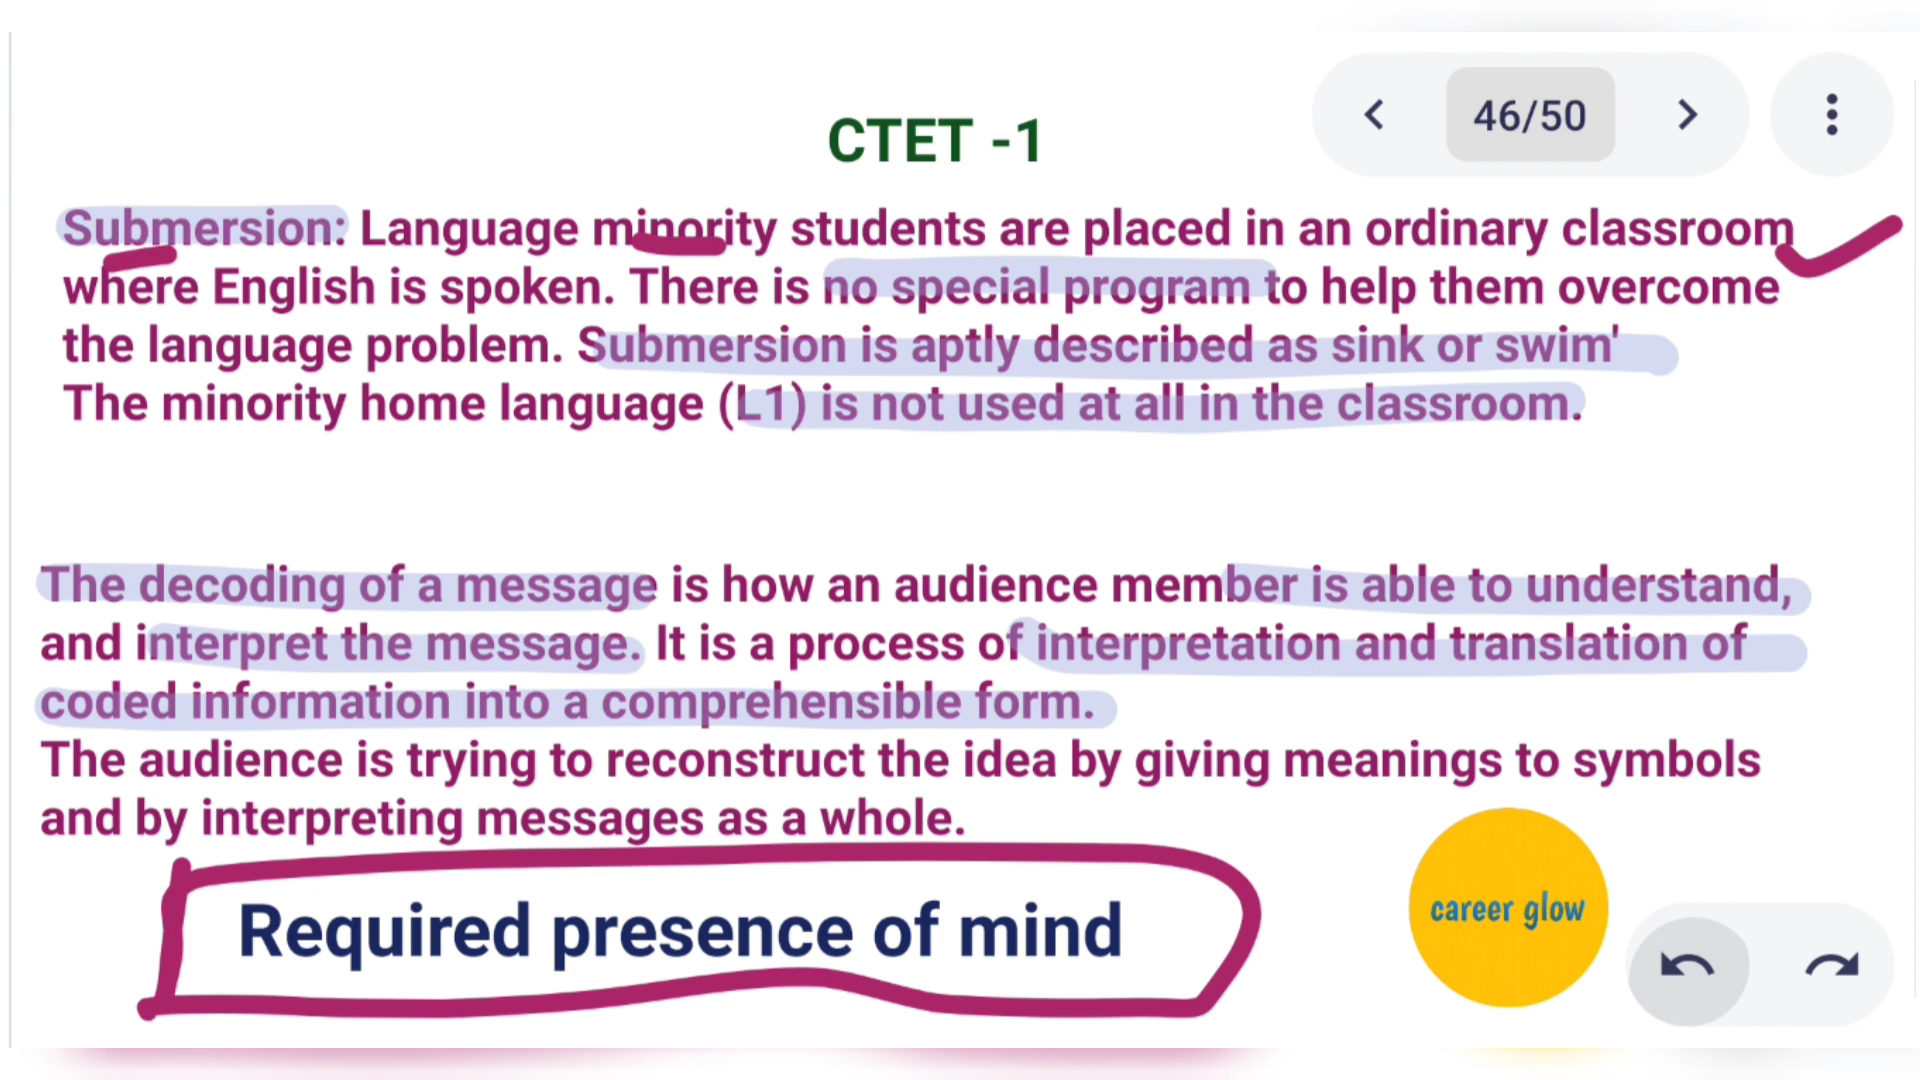 46/50
CTET -1
Submersion: Language minority students are placed in an ordinary classroom
where English is spoken. There is no special program to help them overcome
the language problem. Submersion is aptly described as sink or swim'
The minority home language (L1) is not used at all in the classroom.
The decoding of a message is how an audience member is able to understand,
and interpret the message. It is a process of interpretation and translation of
coded information into a comprehensible form.
The audience is trying to reconstruct the idea by giving meanings to symbols
and by interpreting messages as a whole.
Required presence of mind
career glow